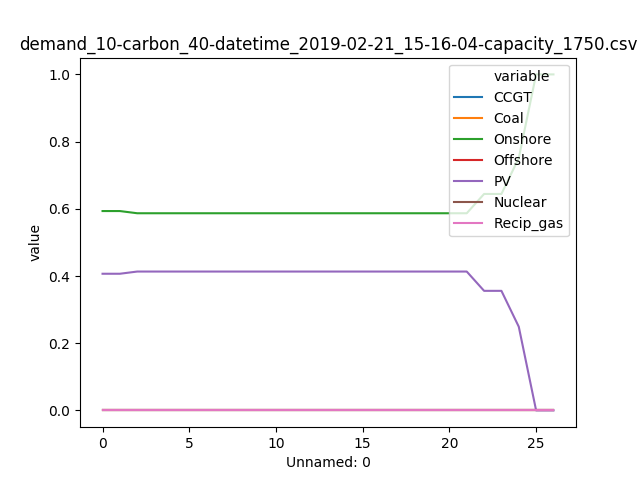 demand_10-carbon_40-datetime_2019-02-21_15-16-04-capacity_1750.csv
1.0
0.8
0.6
0.4
0.2
0.0
value
variable
CCGT
Coal
Onshore
Offshore
PV
Nuclear
Recip_gas
0 5 10 15 20 25
Unnamed: 0